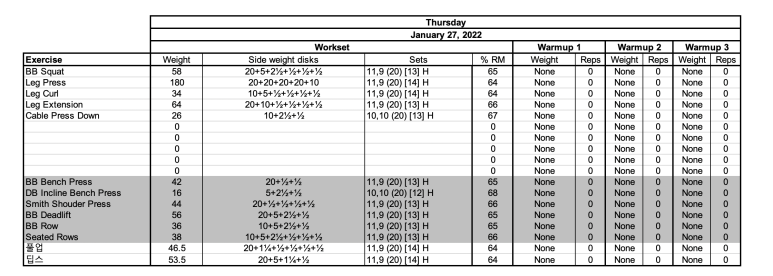 Thursday
January 27, 2022
Workset Warmup 1 Warmup 2 Warmup 3
Exercise Weight Side weight disks Sets % RM Weight Reps Weight Reps Weight Reps
BB Squat 58 20+5+2½+½+½+½ 11,9 (20) [13] H 65 None 0 None 0 None 0
Leg Press 180 20+20+20+20+10 11,9 (20) [14] H 64 None 0 None 0 None 0
Leg Curl 34 10+5+½+½+½+½ 11,9 (20) [14] H 64 None 0 None 0 None 0
Leg Extension 64 20+10+½+½+½+½ 11,9 (20) [13] H 66 None 0 None 0 None 0
Cable Press Down 26 10+2½+½ 10,10 (20) [13] H 67 None 0 None 0 None 0
0 0 None 0 None 0 None 0
0 0 None 0 None 0 None 0
0 0 None 0 None 0 None 0
0 0 None 0 None 0 None 0
0 0 None 0 None 0 None 0
BB Bench Press 42 20+½+½ 11,9 (20) [13] H 65 None 0 None 0 None 0
DB Incline Bench Press 16 5+2½+½ 10,10 (20) [12] H 68 None 0 None 0 None 0
Smith Shouder Press 44 20+½+½+½+½ 11,9 (20) [13] H 66 None 0 None 0 None 0
BB Deadlift 56 20+5+2½+½ 11,9 (20) [13] H 65 None 0 None 0 None 0
BB Row 36 10+5+2½+½ 11,9 (20) [13] H 65 None 0 None 0 None 0
Seated Rows 38 10+5+2½+½+½+½ 11,9 (20) [13] H 66 None 0 None 0 None 0
풀업 46.5 20+1¼+½+½+½+½ 11,9 (20) [14] H 64 None 0 None 0 None 0
딥스 53.5 20+5+1¼+½ 11,9 (20) [14] H 64 None 0 None 0 None 0